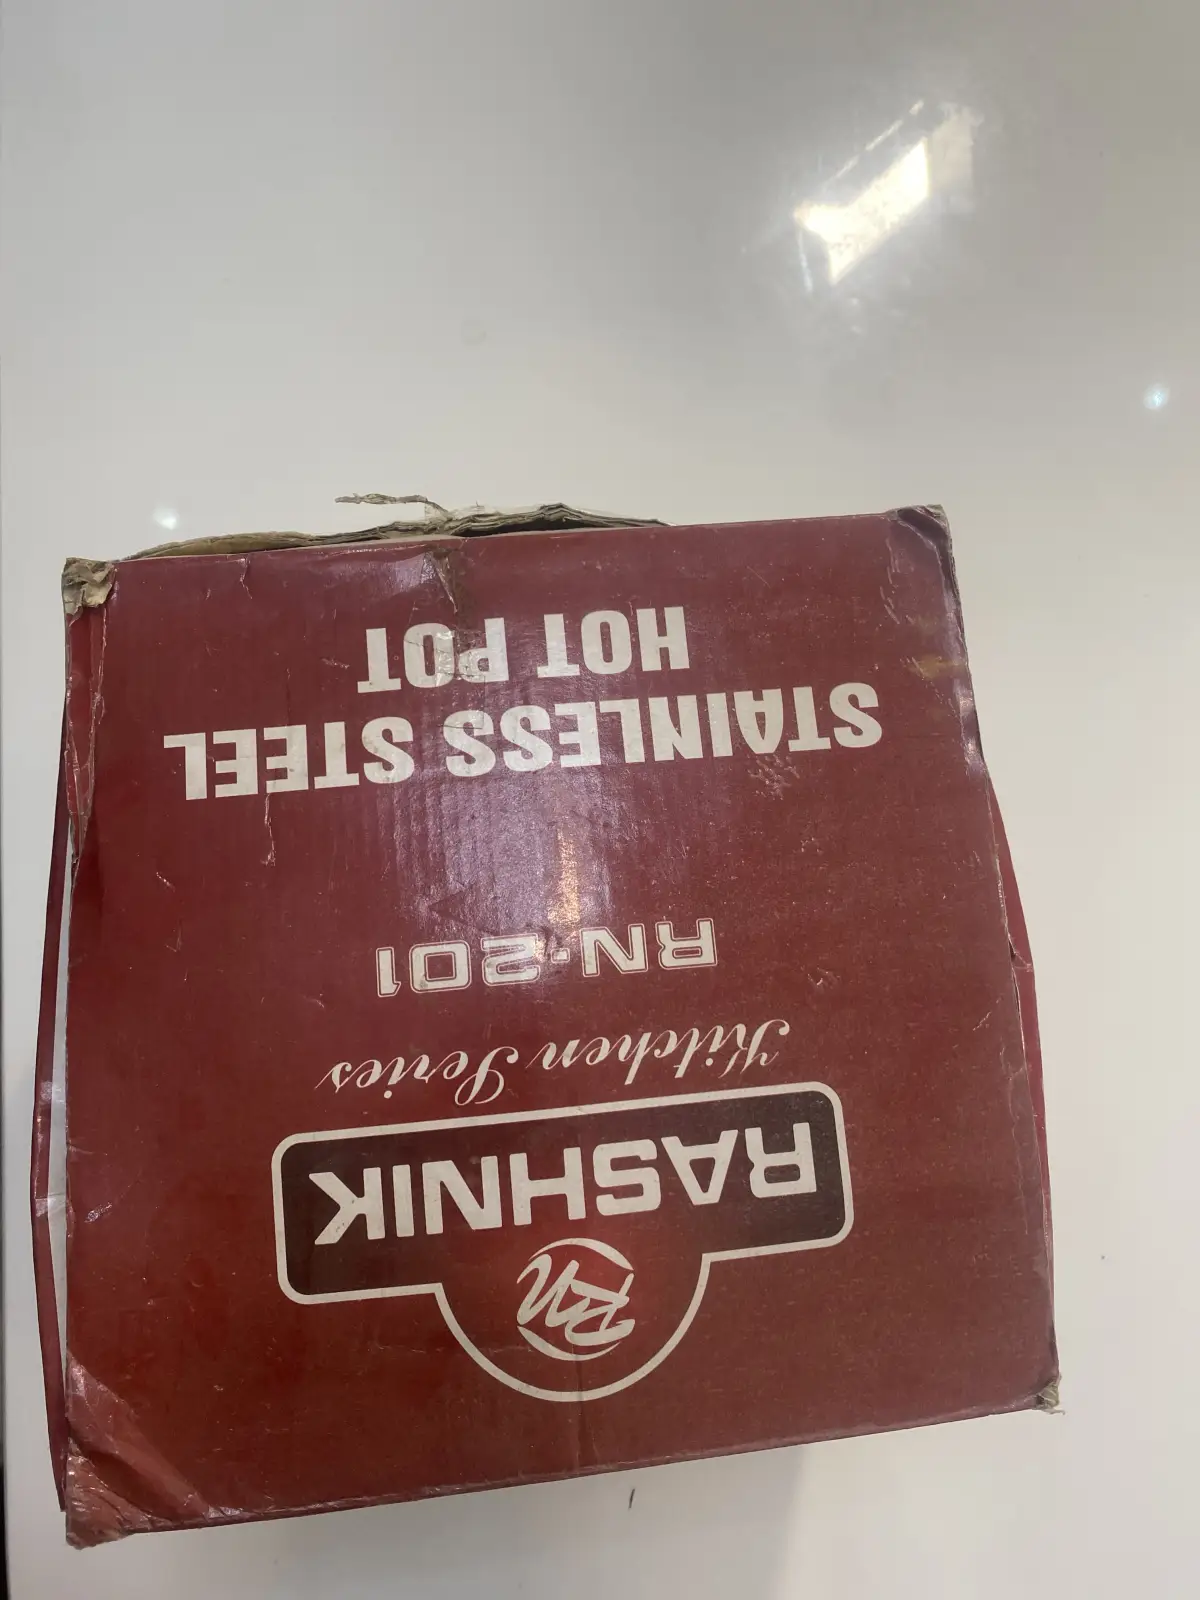 RN
RASHNIK
Kitchen Series
RN-201
STAINLESS STEEL
HOT POT